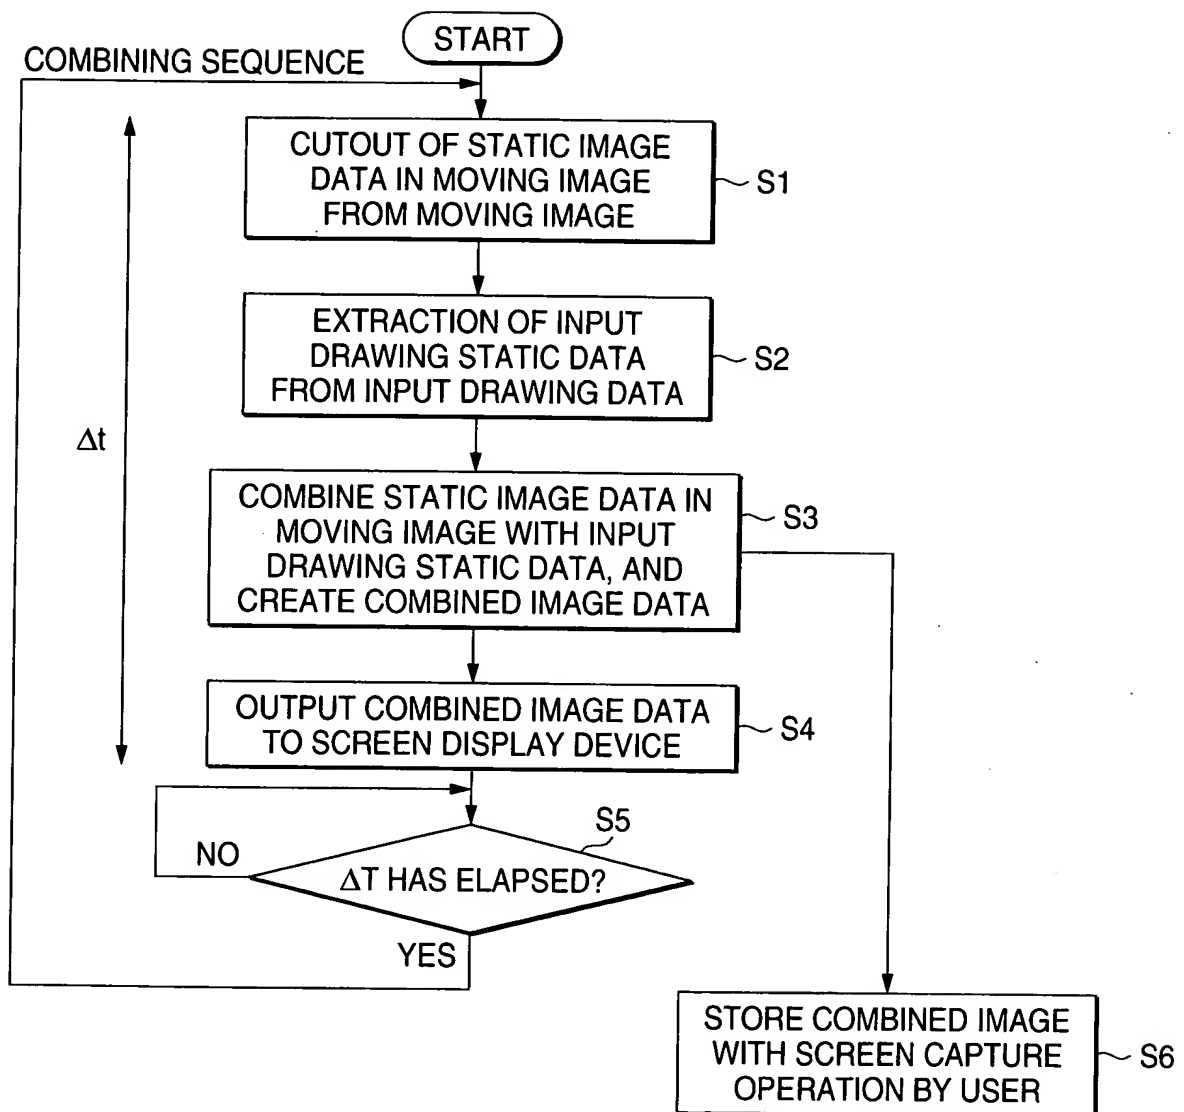 START
COMBINING SEQUENCE
CUTOUT OF STATIC IMAGE
DATA IN MOVING IMAGE
FROM MOVING IMAGE
S1
EXTRACTION OF INPUT
DRAWING STATIC DATA
FROM INPUT DRAWING DATA
S2
Δt
COMBINE STATIC IMAGE DATA IN
MOVING IMAGE WITH INPUT
DRAWING STATIC DATA, AND
CREATE COMBINED IMAGE DATA
S3
OUTPUT COMBINED IMAGE DATA
TO SCREEN DISPLAY DEVICE
S4
S5
NO
ΔT HAS ELAPSED?
YES
STORE COMBINED IMAGE
WITH SCREEN CAPTURE
OPERATION BY USER
S6